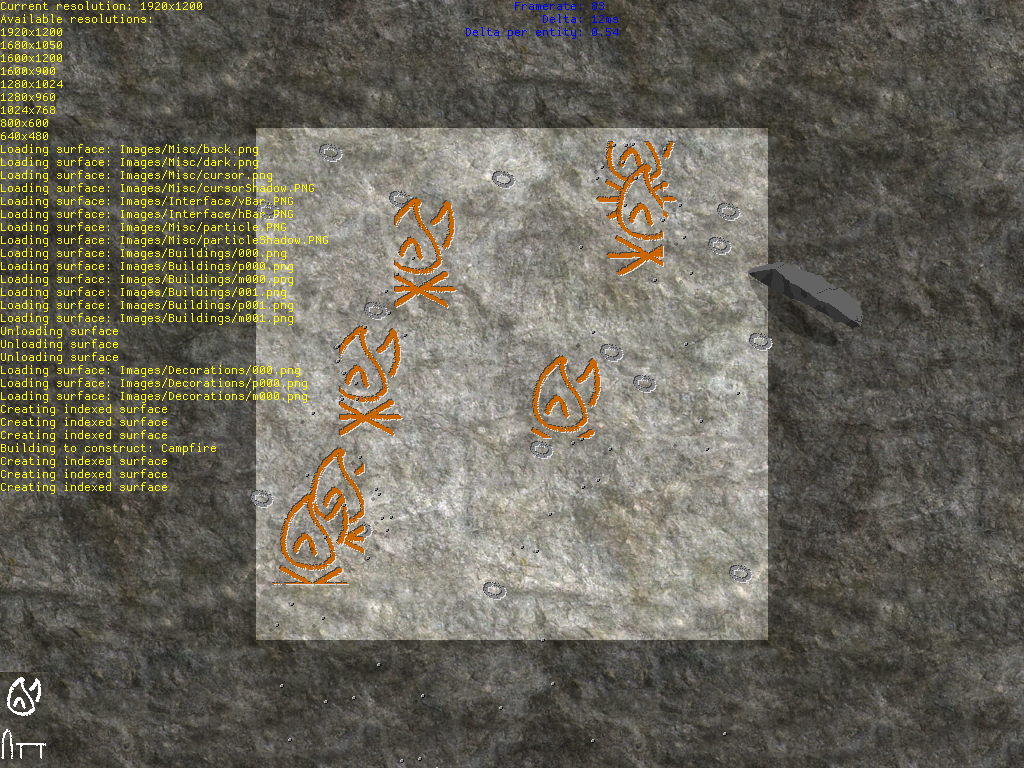 Current resolution: 1920x1200
Available resolutions:
1920x1200
1680x1050
1600x1200
1600x900
1280x1024
1280x960
1024x768
800x600
640x480
Loading surface: Images/Misc/back.png
Loading surface: Images/Misc/dark.png
Loading surface: Images/Misc/cursor.png
Loading surface: Images/Misc/cursorShadow.PNG
Loading surface: Images/Interface/vBar.PNG
Loading surface: Images/Interface/hBar.PNG
Loading surface: Images/Misc/particle.PNG
Loading surface: Images/Misc/particleShadow.PNG
Loading surface: Images/Buildings/000.png
Loading surface: Images/Buildings/p000.png
Loading surface: Images/Buildings/m000.png
Loading surface: Images/Buildings/001.png
Loading surface: Images/Buildings/p001.png
Loading surface: Images/Buildings/m001.png
Unloading surface
Unloading surface
Unloading surface
Loading surface: Images/Decorations/000.png
Loading surface: Images/Decorations/p000.png
Loading surface: Images/Decorations/m000.png
Creating indexed surface
Creating indexed surface
Creating indexed surface
Building to construct: Campfire
Creating indexed surface
Creating indexed surface
Creating indexed surface
Framerate:
Delta: 12ms
Delta per entity: